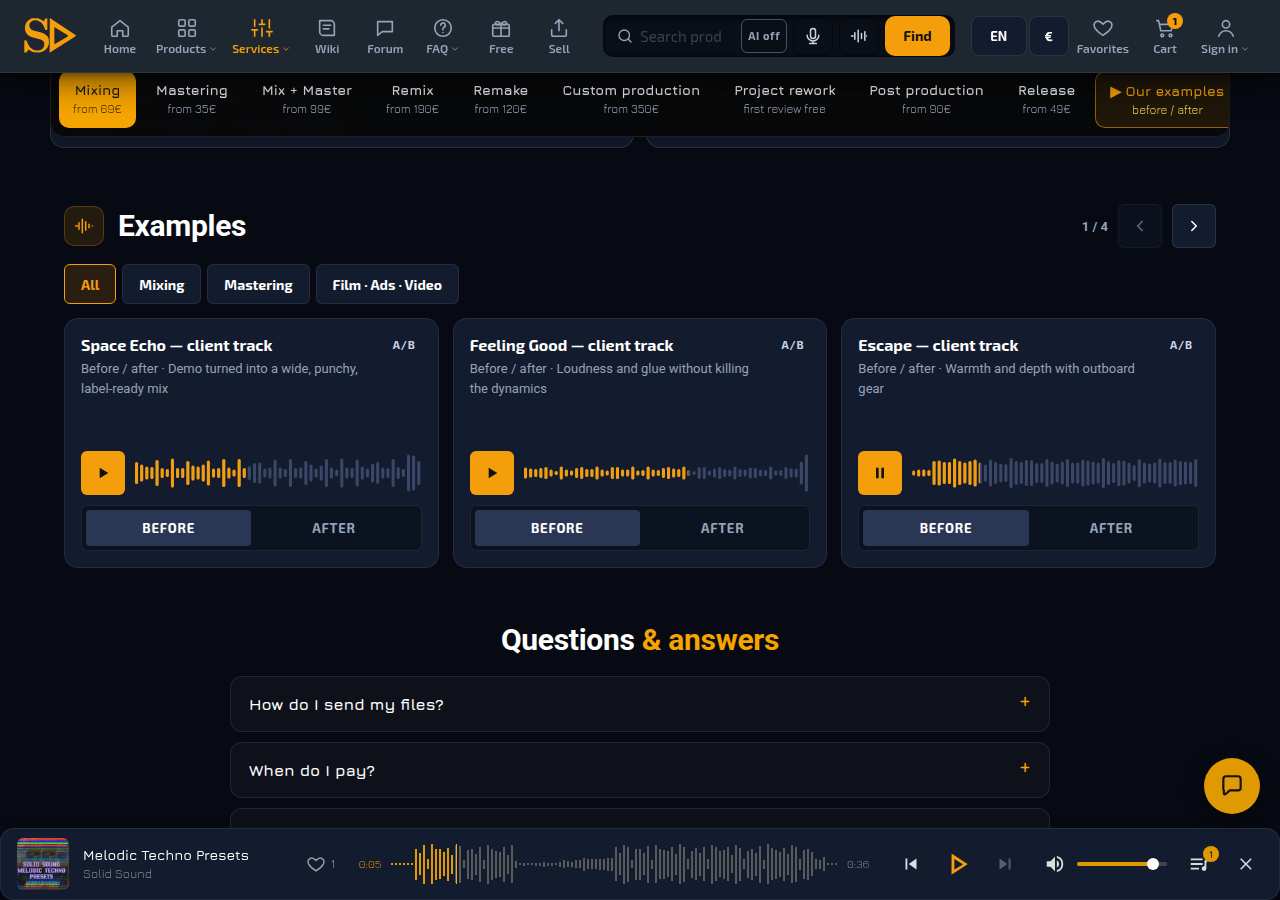 SD
Home
Products
Services
Wiki
Forum
FAQ
Free
Sell
Search prod
AI off
Find
EN
€
Favorites
1
Cart
Sign in
Mixing
from 69€
Mastering
from 35€
Mix + Master
from 99€
Remix
from 190€
Remake
from 120€
Custom production
from 350€
Project rework
first review free
Post production
from 90€
Release
from 49€
▶ Our examples
before / after
Examples
1 / 4
All
Mixing
Mastering
Film · Ads · Video
Space Echo — client track
A/B
Before / after · Demo turned into a wide, punchy,
label-ready mix
BEFORE
AFTER
Feeling Good — client track
A/B
Before / after · Loudness and glue without killing
the dynamics
BEFORE
AFTER
Escape — client track
A/B
Before / after · Warmth and depth with outboard
gear
BEFORE
AFTER
Questions & answers
How do I send my files?
+
When do I pay?
+
SOLID SOUND
MELODIC TECHNO
PRESETS
Melodic Techno Presets
Solid Sound
1
0:05
0:36
1